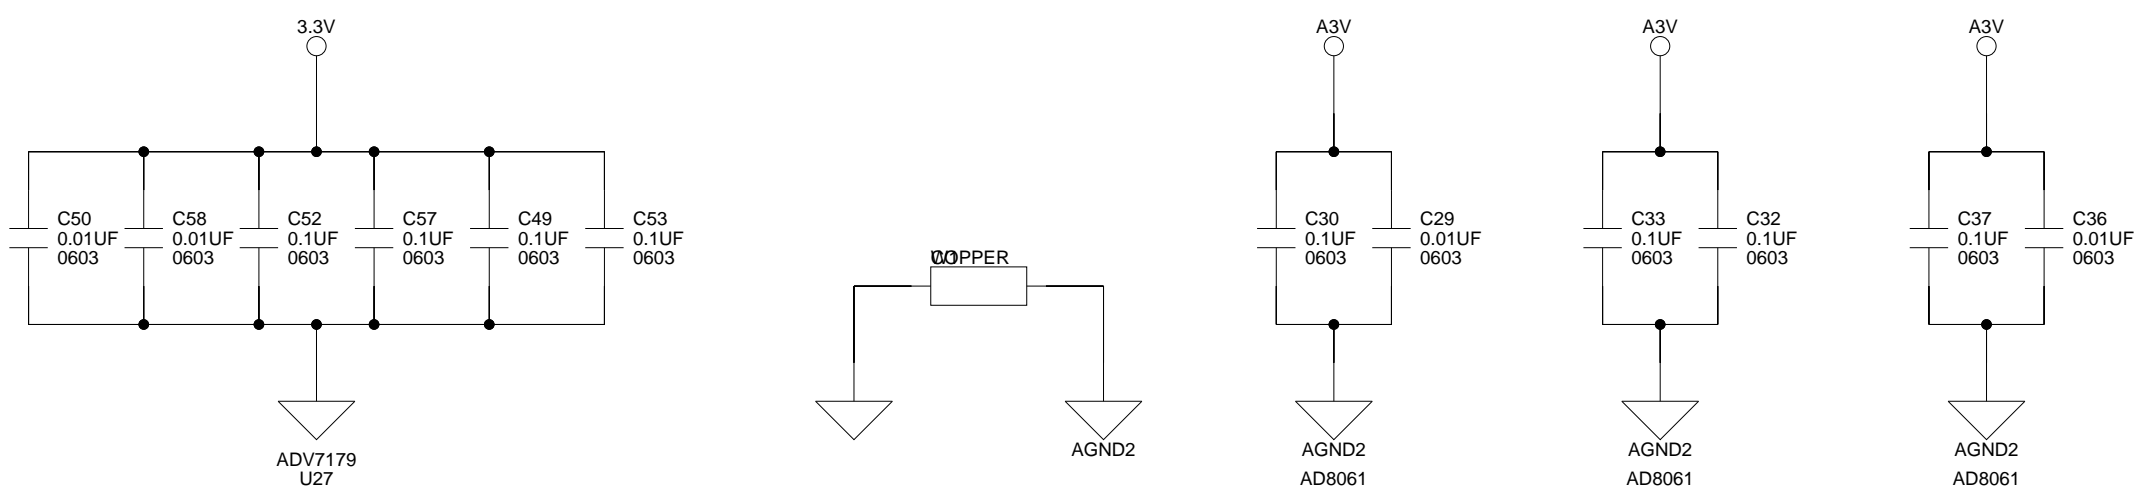 3.3V
A3V
A3V
A3V
C50
0.01UF
0603
C58
0.01UF
0603
C52
0.1UF
0603
C57
0.1UF
0603
C49
0.1UF
0603
C53
0.1UF
0603
COPPER
C30
0.1UF
0603
C29
0.01UF
0603
C33
0.1UF
0603
C32
0.1UF
0603
C37
0.1UF
0603
C36
0.01UF
0603
ADV7179
U27
AGND2
AGND2
AD8061
AGND2
AD8061
AGND2
AD8061